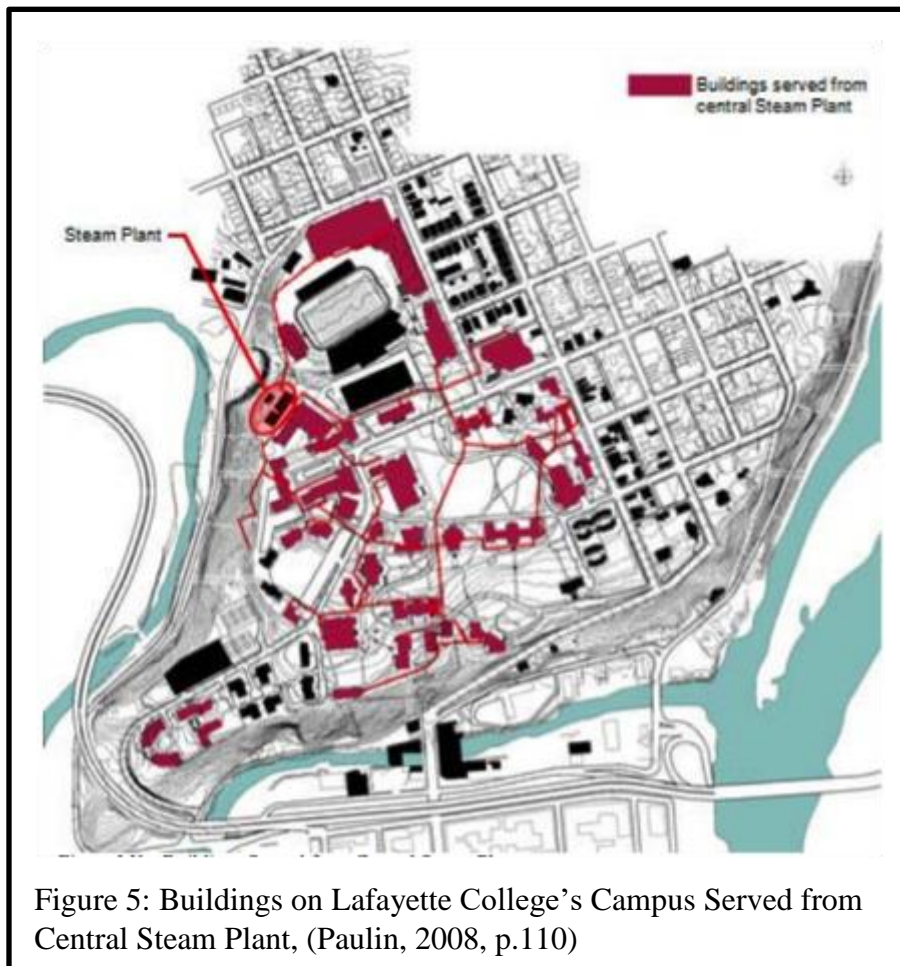 Buildings served from
central Steam Plant
Steam Plant
Figure 5: Buildings on Lafayette College’s Campus Served from
Central Steam Plant, (Paulin, 2008, p.110)